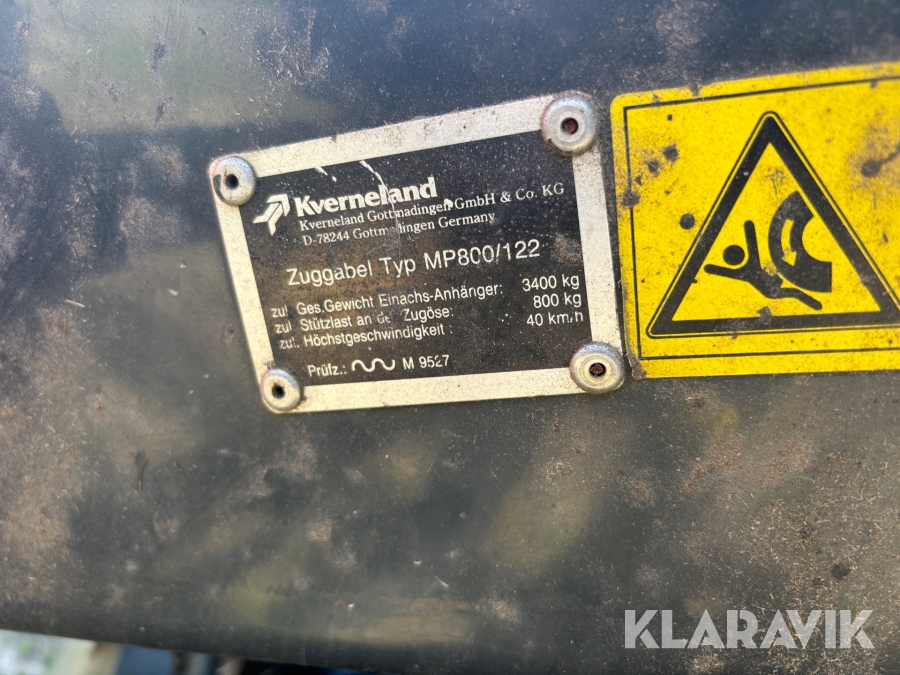 Kverneland
Kverneland Gottmadingen GmbH & Co. KG
D-78244 Gottmadingen Germany
Zuggabel Typ MP800/122
zul. Ges.Gewicht Einachs-Anhänger: 3400 kg
zul. Stützlast an der Zugöse: 800 kg
zul. Höchstgeschwindigkeit : 40 km/h
Prüfz.: M 9527
KLARAVIK